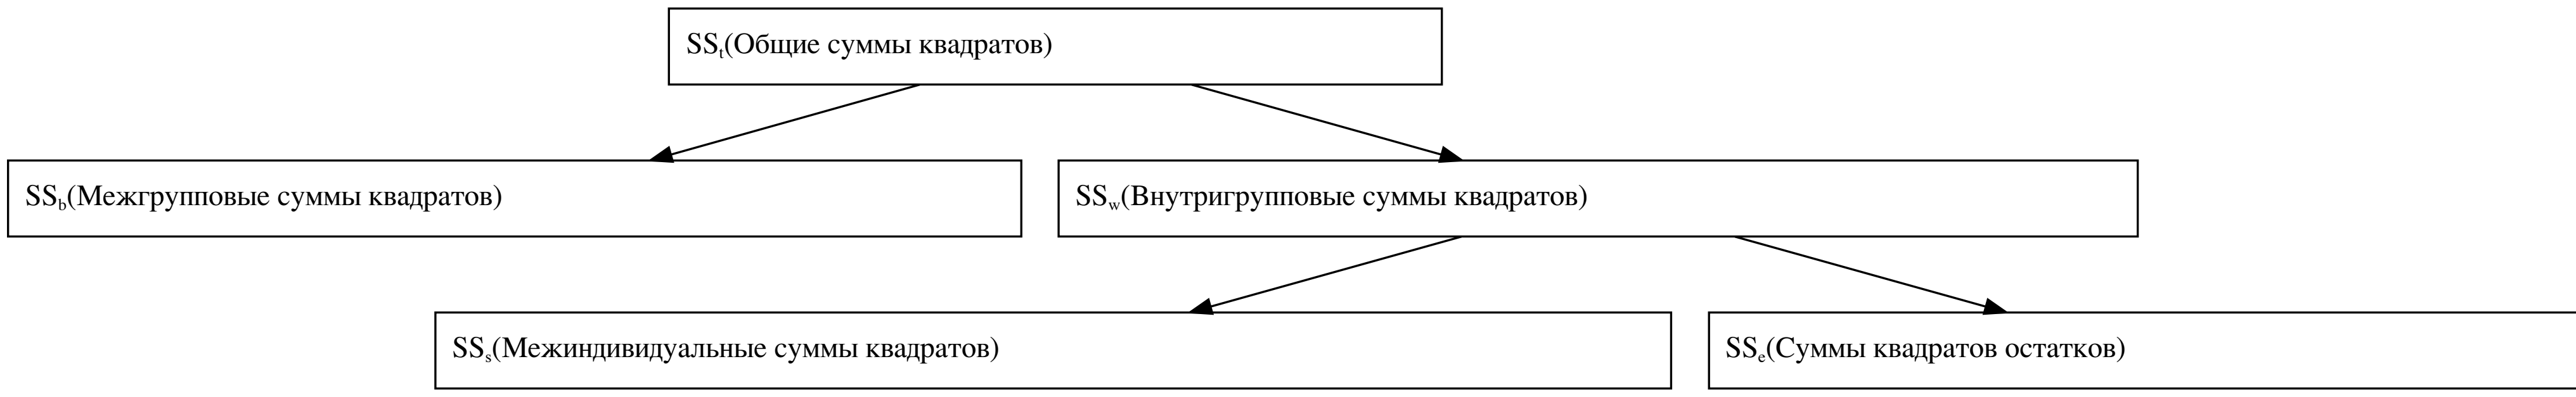 SSt(Общие суммы квадратов)
SSb(Межгрупповые суммы квадратов)
SSw(Внутригрупповые суммы квадратов)
SSs(Межиндивидуальные суммы квадратов)
SSe(Суммы квадратов остатков)